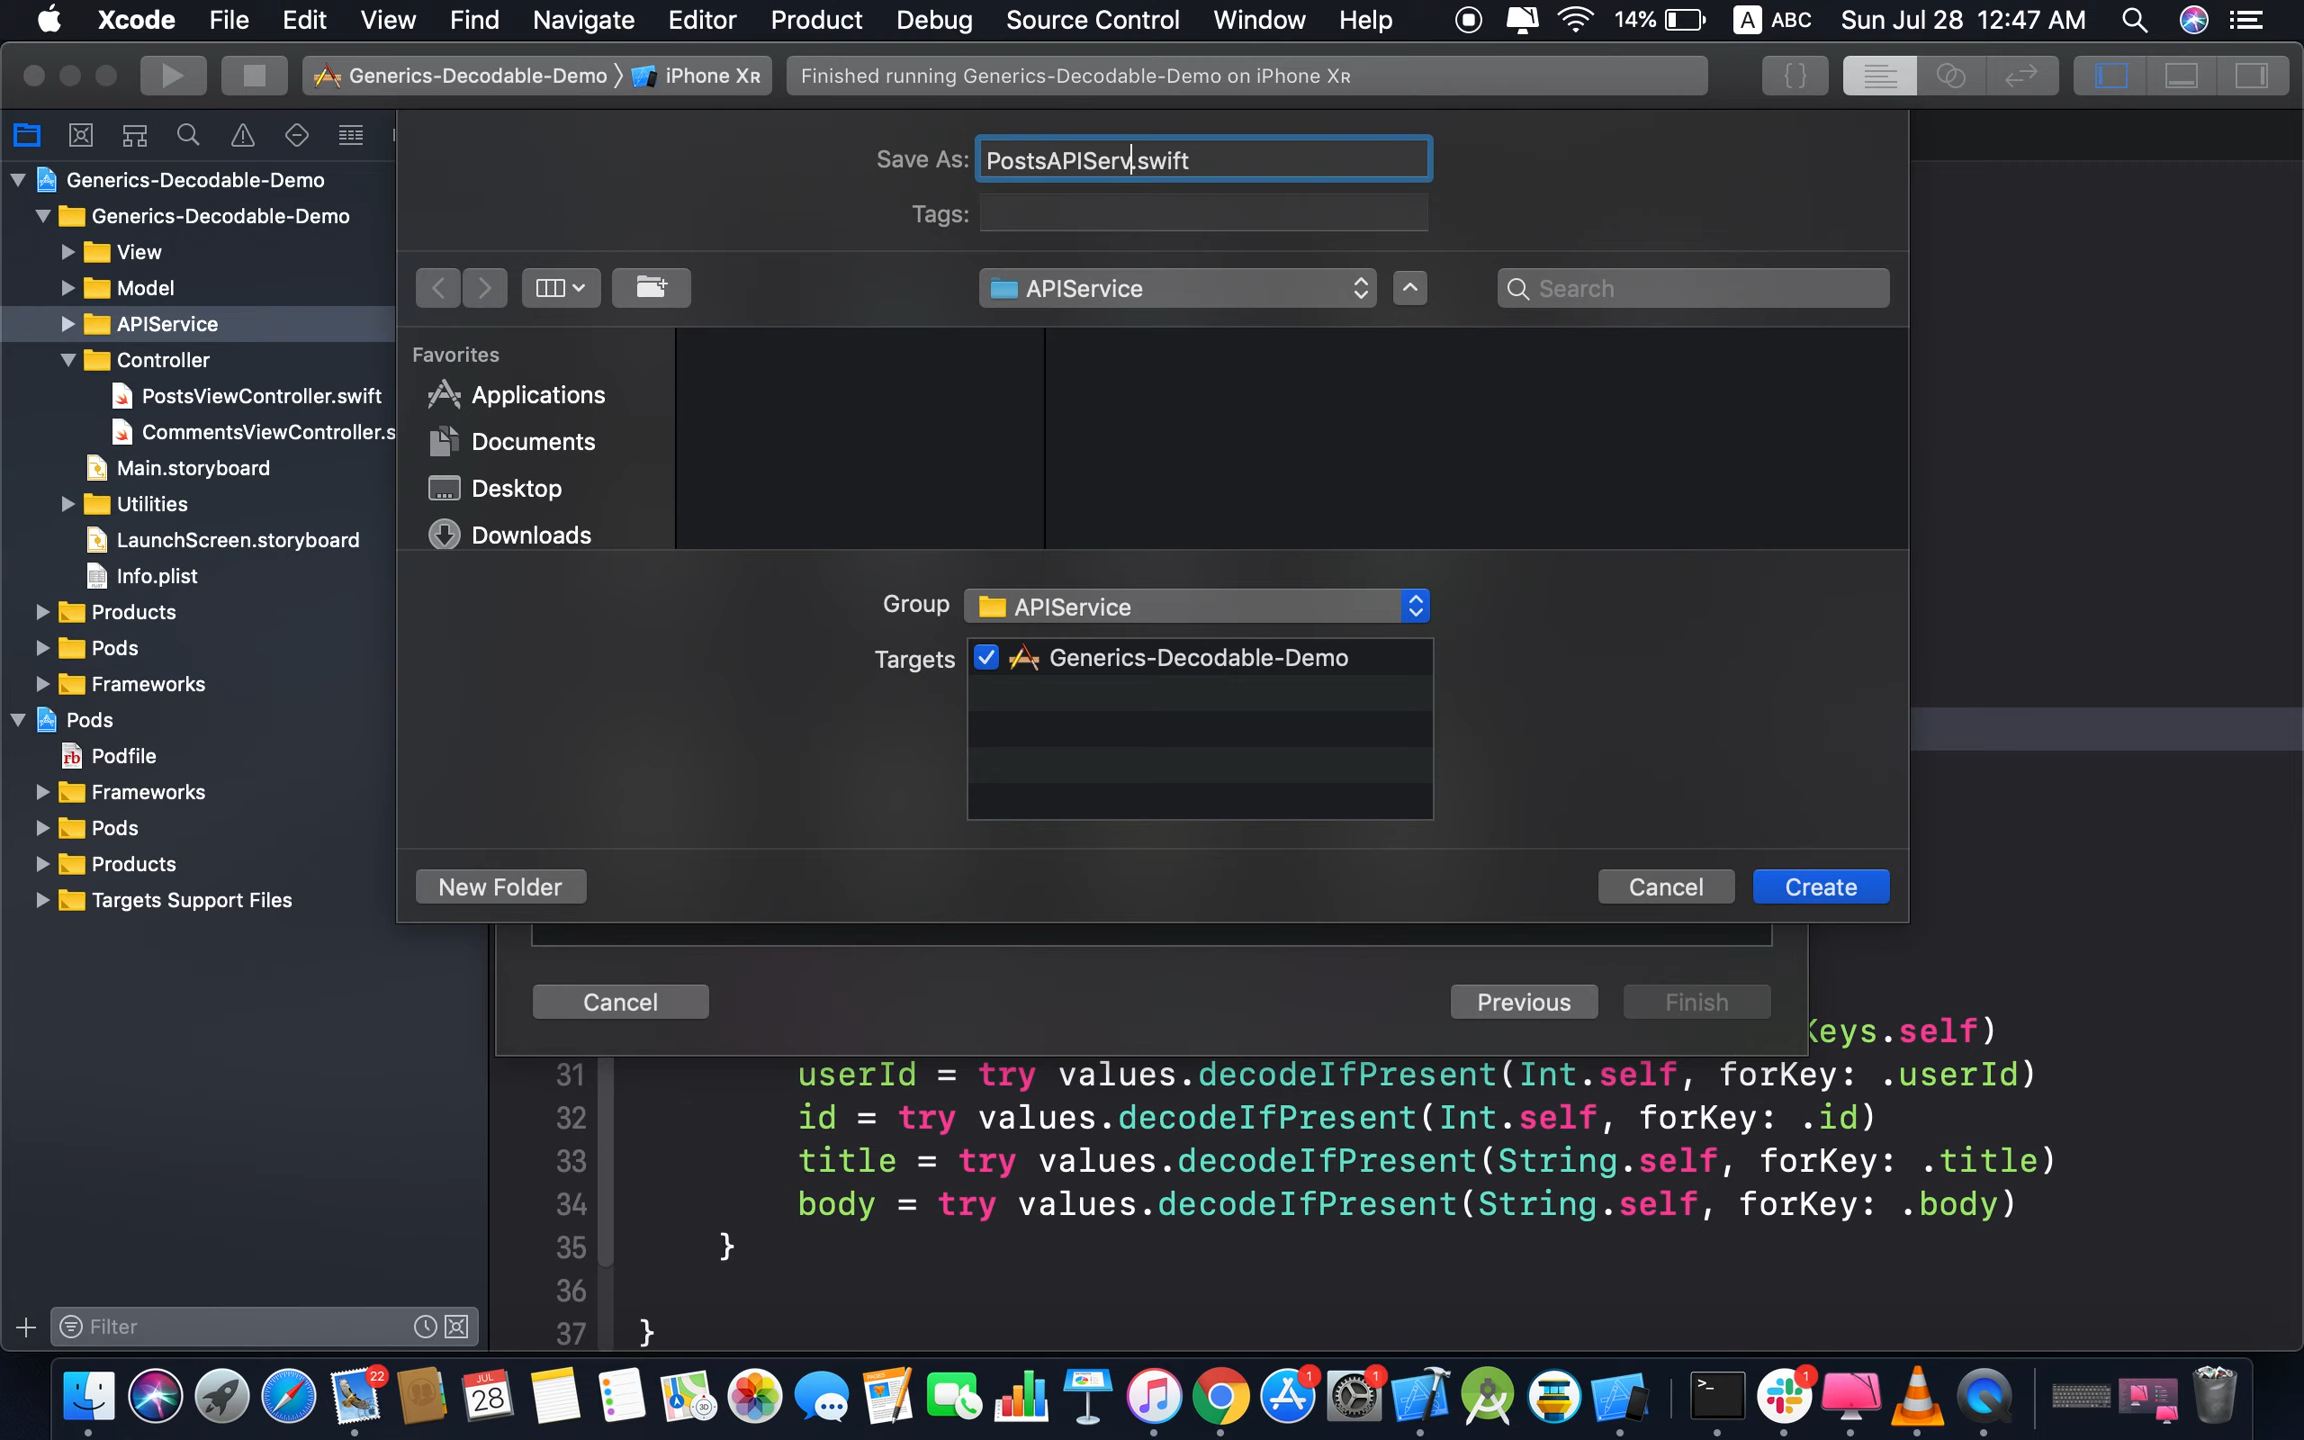 Xcode File Edit View Find Navigate Editor Product Debug Source Control Window Help 14% A ABC Sun Jul 28 12:47 AM
Generics-Decodable-Demo 〉 iPhone XR Finished running Generics-Decodable-Demo on iPhone XR { }
Generics-Decodable-Demo
Generics-Decodable-Demo
View
Model
APIService
Controller
PostsViewController.swift
CommentsViewController.s
Main.storyboard
Utilities
LaunchScreen.storyboard
Info.plist
Products
Pods
Frameworks
Pods
rb Podfile
Frameworks
Pods
Products
Targets Support Files
Filter
Save As: PostsAPIServ.swift
Tags:
APIService
Search
Favorites
Applications
Documents
Desktop
Downloads
Group APIService
Targets Generics-Decodable-Demo
New Folder Cancel Create
Cancel Previous Finish
Keys.self)
31 userId = try values.decodeIfPresent(Int.self, forKey: .userId)
32 id = try values.decodeIfPresent(Int.self, forKey: .id)
33 title = try values.decodeIfPresent(String.self, forKey: .title)
34 body = try values.decodeIfPresent(String.self, forKey: .body)
35 }
36
37 }
22 JUL 28 3D 1 1 >_ 1